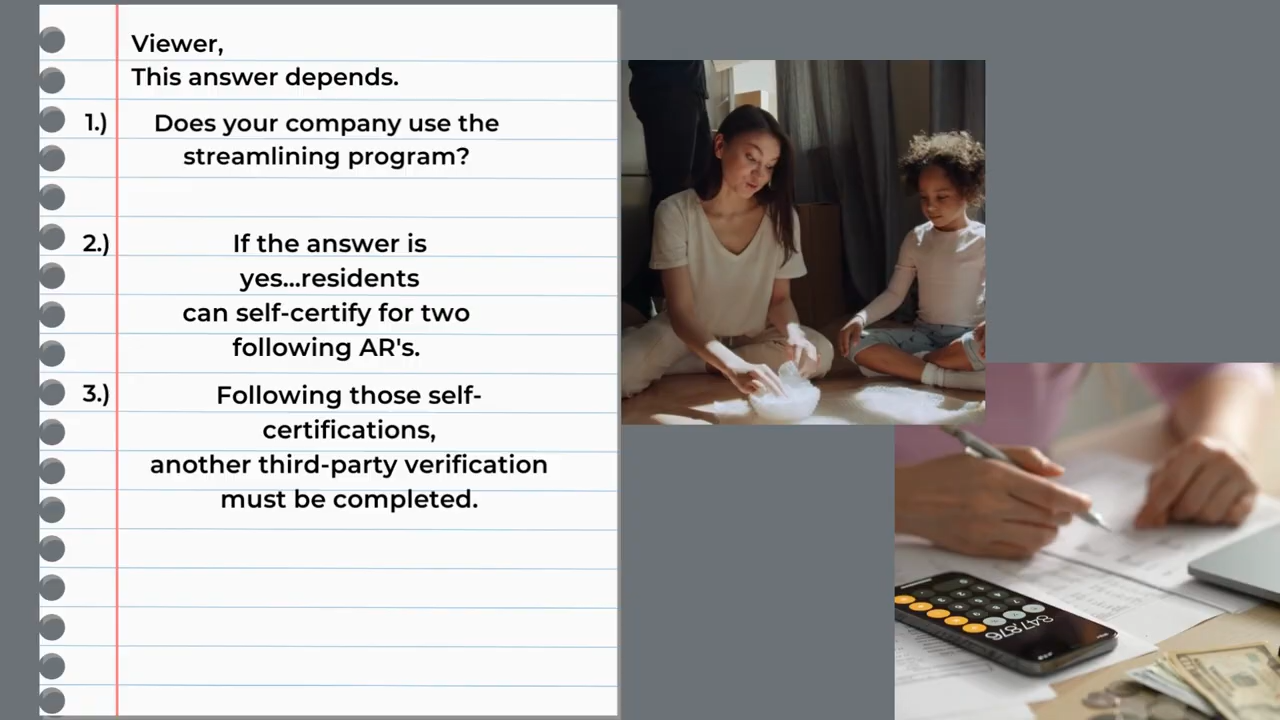 Viewer,
This answer depends.
1.) Does your company use the
streamlining program?
2.) If the answer is
yes...residents
can self-certify for two
following AR's.
3.) Following those self-
certifications,
another third-party verification
must be completed.
847,876